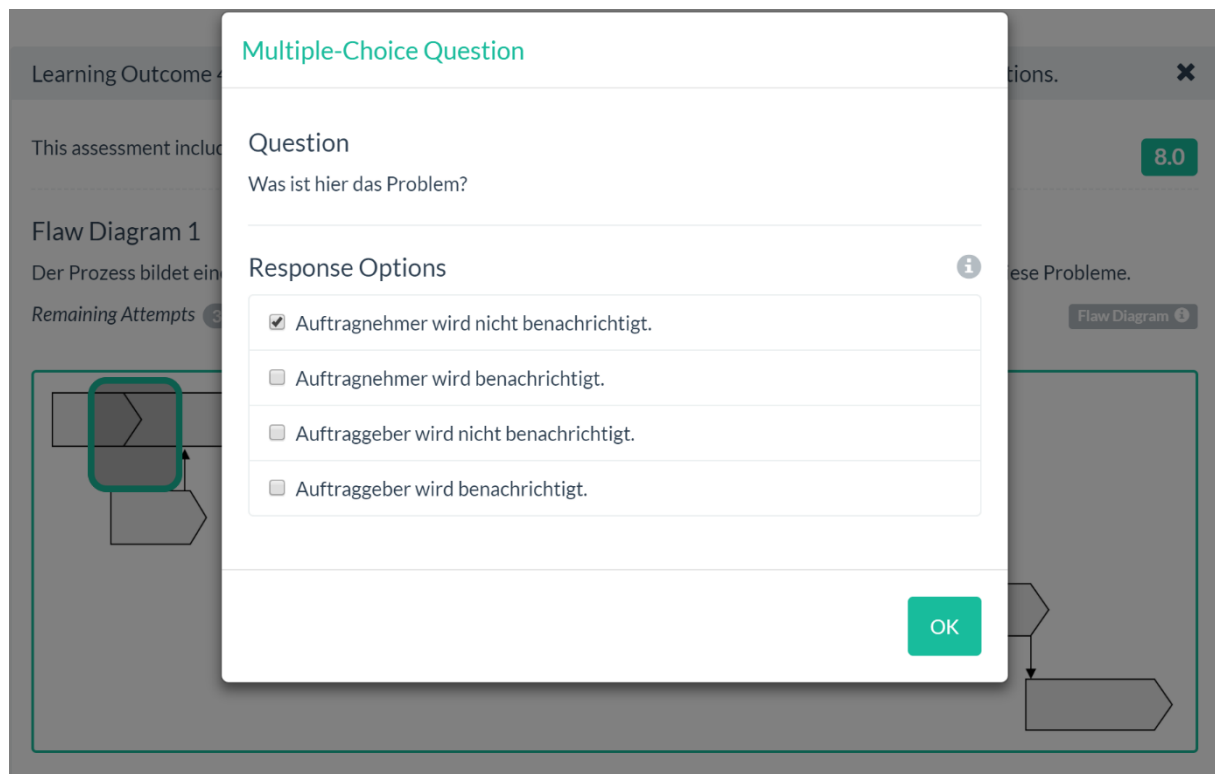 Multiple-Choice Question
Learning Outcome
tions.
Question
This assessment includ
8.0
Was ist hier das Problem?
Flaw Diagram 1
Der Prozess bildet ein
Response Options
ese Probleme.
Remaining Attempts 3
Flaw Diagram
Auftragnehmer wird nicht benachrichtigt.
Auftragnehmer wird benachrichtigt.
Auftraggeber wird nicht benachrichtigt.
Auftraggeber wird benachrichtigt.
OK